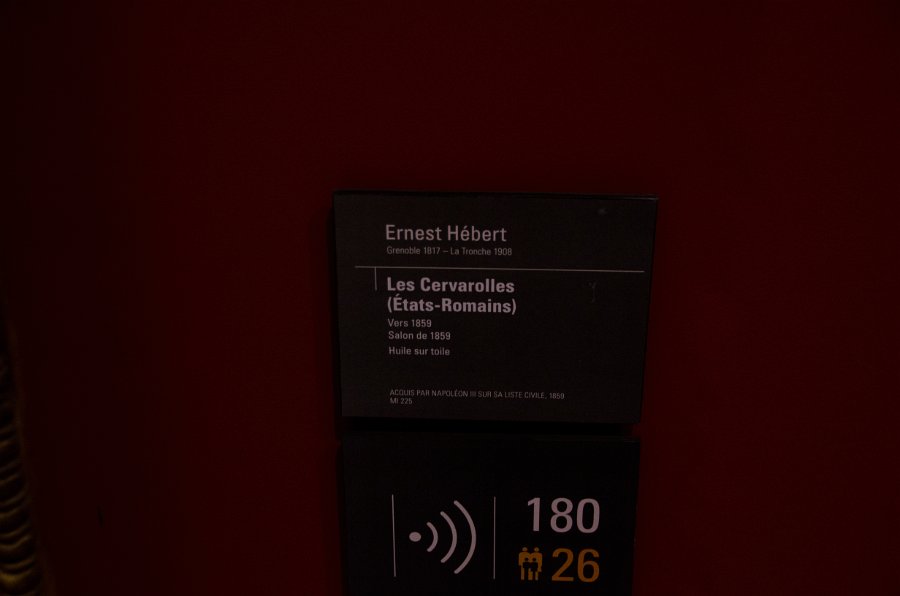 Ernest Hébert
Grenoble 1817 – La Tronche 1908
Les Cervarolles
(États-Romains)
Vers 1859
Salon de 1859
Huile sur toile
ACQUIS PAR NAPOLÉON III SUR SA LISTE CIVILE, 1859
MI 225
180
26